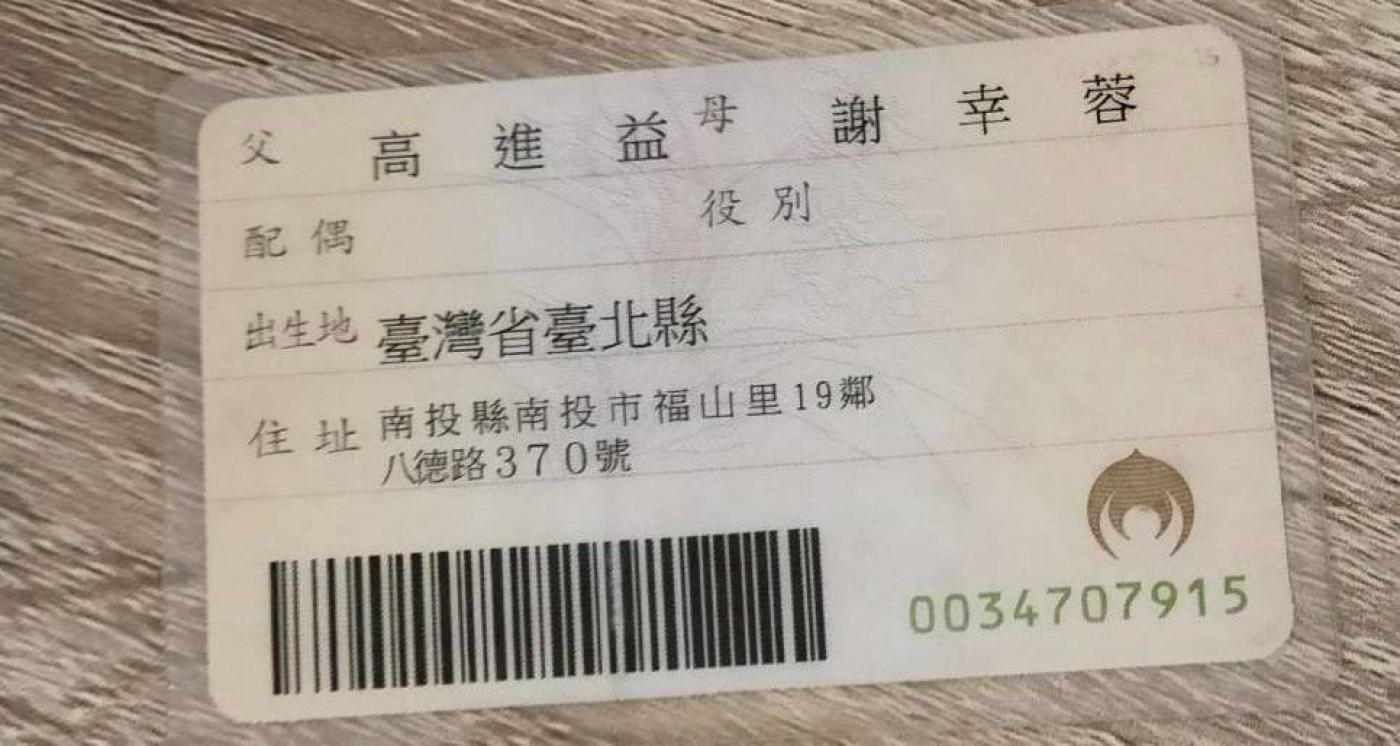 父 高進益 母 謝幸蓉
配偶 役別
出生地 臺灣省臺北縣
住址 南投縣南投市福山里19鄰
八德路370號
0034707915